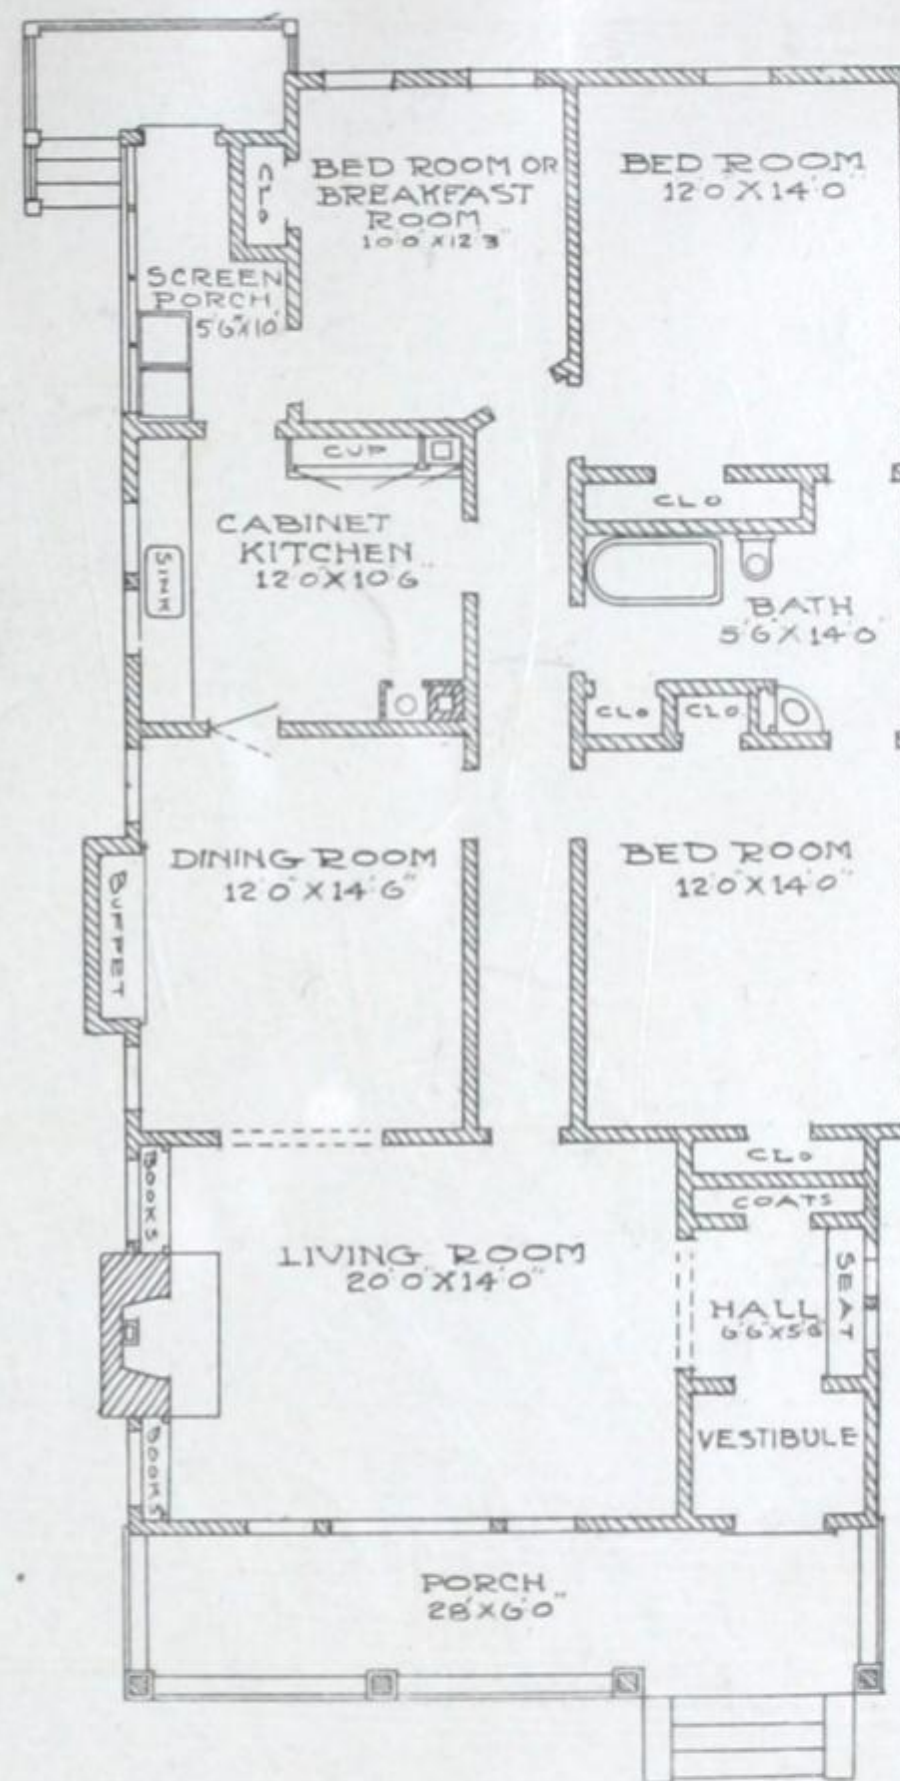 BED ROOM OR
BREAKFAST
ROOM
10'0" X 12'3"
BED ROOM
12'0 X 14'0"
CLO
SCREEN
PORCH
5'6" X 10'
CUP
CLO
CABINET
KITCHEN
12'0" X 10'6"
SINK
BATH
5'6" X 14'0"
CLO
CLO
DINING ROOM
12'0" X 14'6"
BED ROOM
12'0" X 14'0"
BUFFET
CLO
COATS
BOOKS
LIVING ROOM
20'0" X 14'0"
HALL
6'6" X 5'6
SEAT
VESTIBULE
BOOKS
PORCH
28' X 6'0"